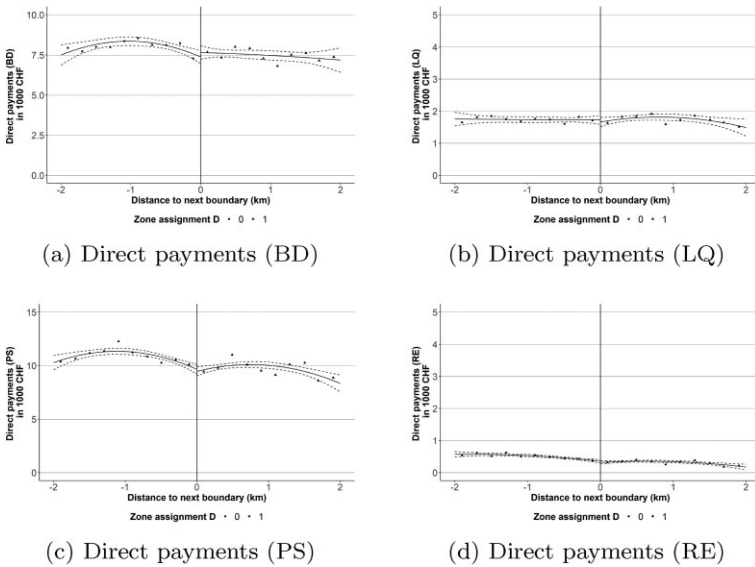 10.0
7.5
5.0
2.5
0.0
Direct payments (BD)
in 1000 CHF
-2 -1 0 1 2
Distance to next boundary (km)
Zone assignment D • 0 ▲ 1
(a) Direct payments (BD)
5
4
3
2
1
0
Direct payments (LQ)
in 1000 CHF
-2 -1 0 1 2
Distance to next boundary (km)
Zone assignment D • 0 ▲ 1
(b) Direct payments (LQ)
15
10
5
0
Direct payments (PS)
in 1000 CHF
-2 -1 0 1 2
Distance to next boundary (km)
Zone assignment D • 0 ▲ 1
(c) Direct payments (PS)
5
4
3
2
1
0
Direct payments (RE)
in 1000 CHF
-2 -1 0 1 2
Distance to next boundary (km)
Zone assignment D • 0 ▲ 1
(d) Direct payments (RE)